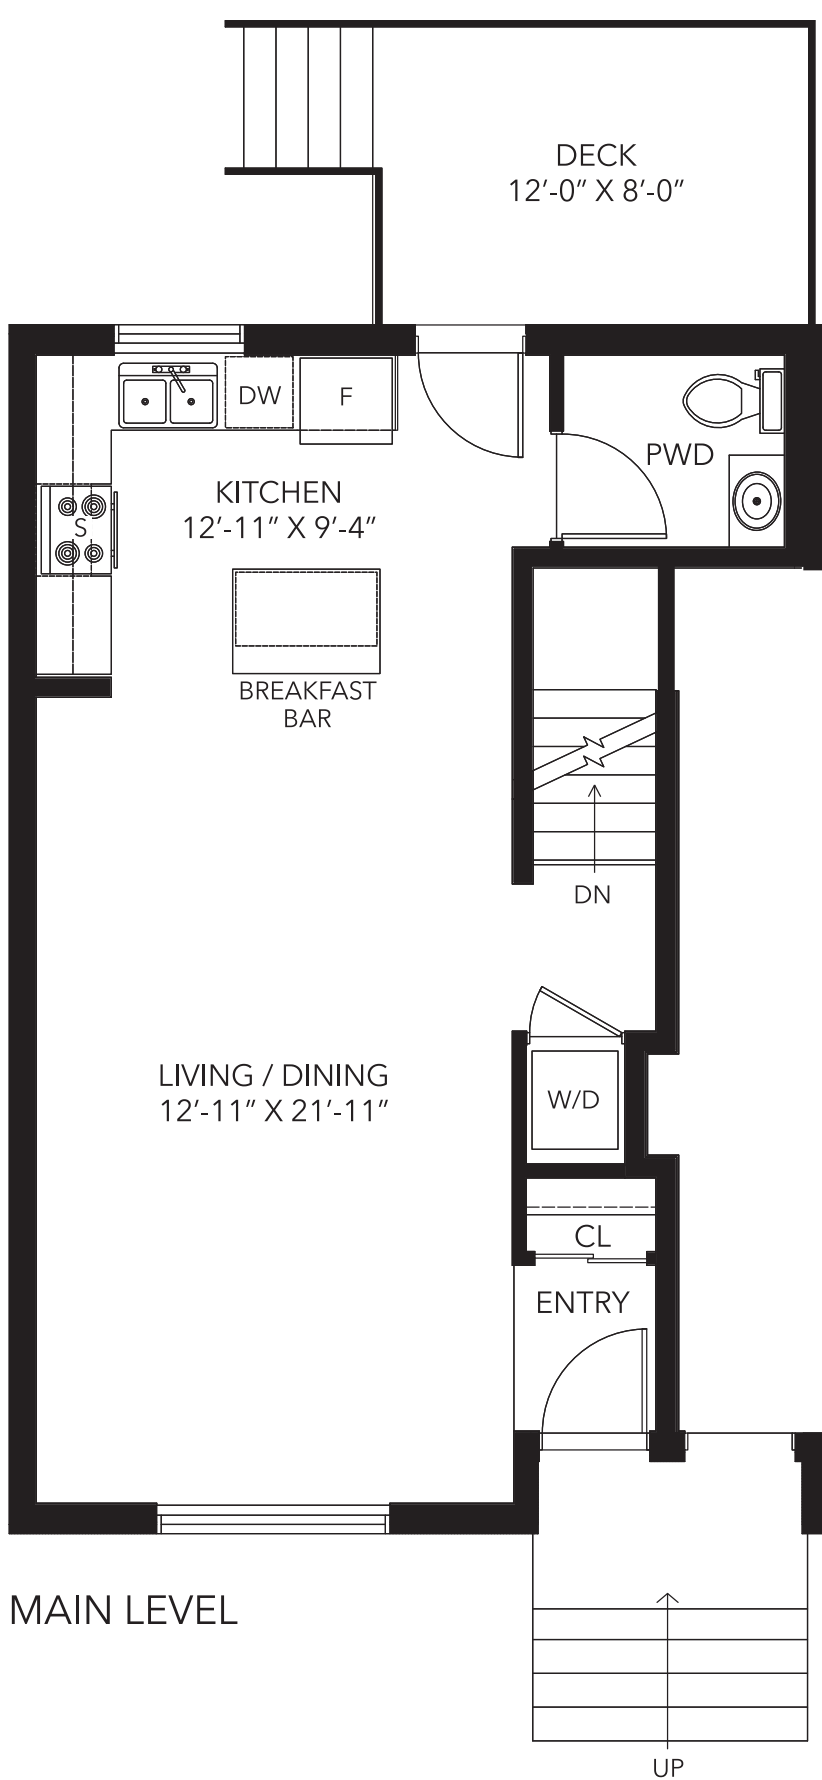 DECK
12’-0” X 8’-0”
DW
F
PWD
KITCHEN
12’-11” X 9’-4”
S
BREAKFAST
BAR
DN
LIVING / DINING
12’-11” X 21’-11”
W/D
CL
ENTRY
MAIN LEVEL
UP